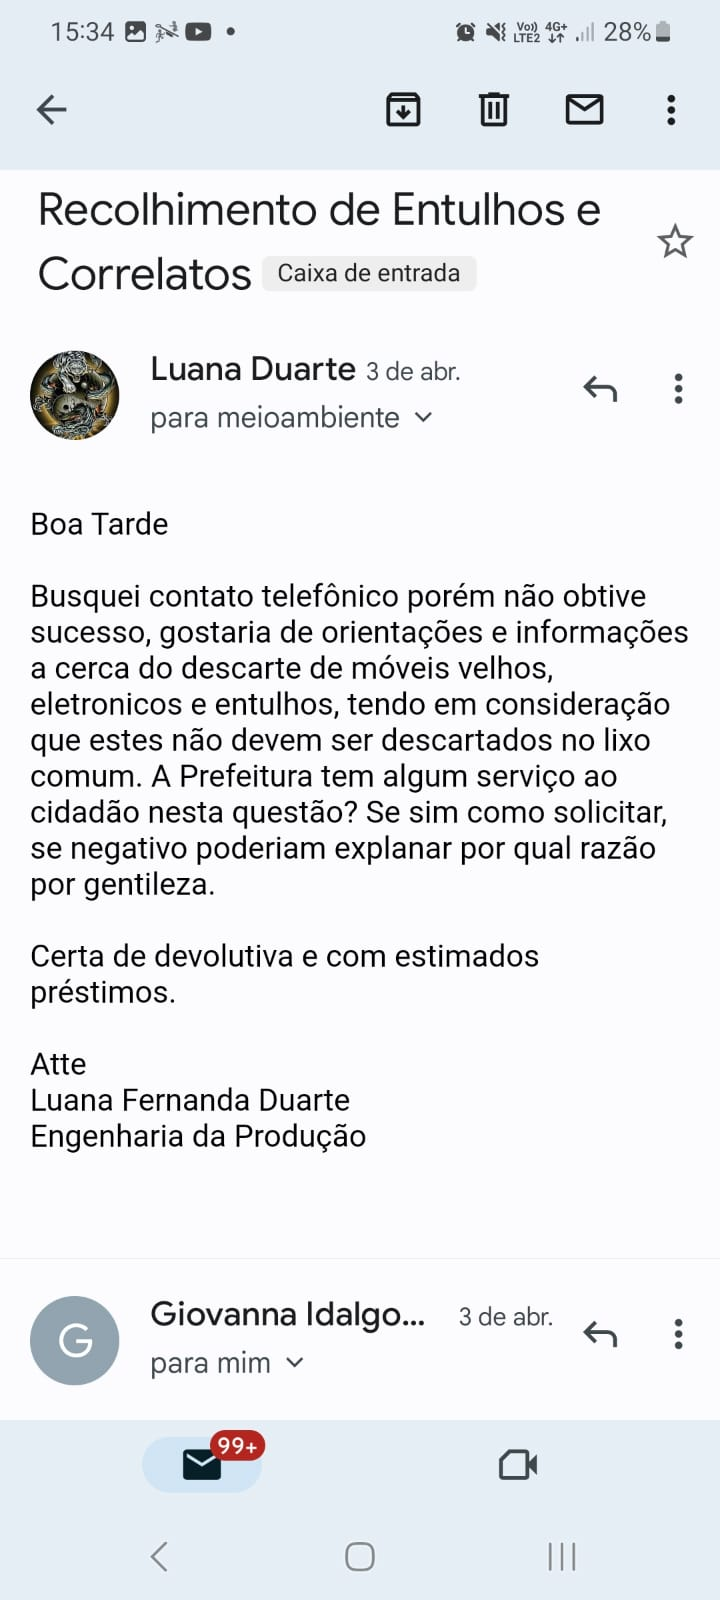 15:34
Vo)) LTE2 4G+ 28%
Recolhimento de Entulhos e
Correlatos Caixa de entrada
Luana Duarte 3 de abr.
para meioambiente
Boa Tarde
Busquei contato telefônico porém não obtive
sucesso, gostaria de orientações e informações
a cerca do descarte de móveis velhos,
eletronicos e entulhos, tendo em consideração
que estes não devem ser descartados no lixo
comum. A Prefeitura tem algum serviço ao
cidadão nesta questão? Se sim como solicitar,
se negativo poderiam explanar por qual razão
por gentileza.
Certa de devolutiva e com estimados
préstimos.
Atte
Luana Fernanda Duarte
Engenharia da Produção
G
Giovanna Idalgo... 3 de abr.
para mim
99+